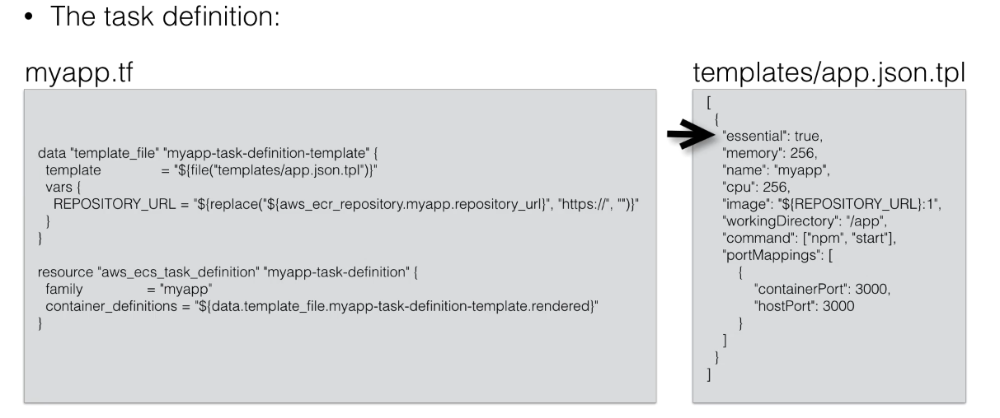 • The task definition:
myapp.tf
data "template_file" "myapp-task-definition-template" {
  template               = "${file("templates/app.json.tpl")}"
  vars {
    REPOSITORY_URL = "${replace("${aws_ecr_repository.myapp.repository_url}", "https://", "")}"
  }
}
resource "aws_ecs_task_definition" "myapp-task-definition" {
  family                = "myapp"
  container_definitions = "${data.template_file.myapp-task-definition-template.rendered}"
}
templates/app.json.tpl
[
  {
    "essential": true,
    "memory": 256,
    "name": "myapp",
    "cpu": 256,
    "image": "${REPOSITORY_URL}:1",
    "workingDirectory": "/app",
    "command": ["npm", "start"],
    "portMappings": [
        {
            "containerPort": 3000,
            "hostPort": 3000
        }
    ]
  }
]